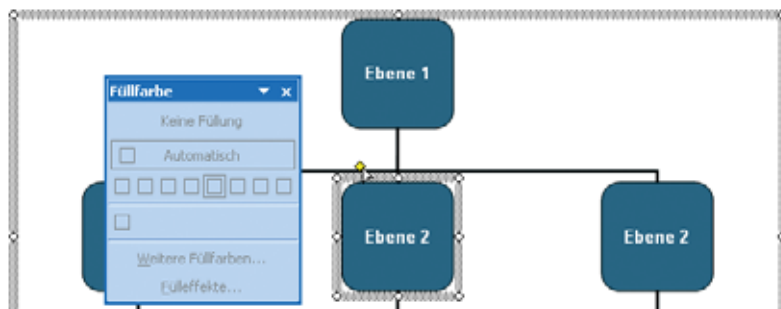 Ebene 1
Füllfarbe
Keine Füllung
Automatisch
Weitere Füllfarben...
Fülleffekte...
Ebene 2
Ebene 2